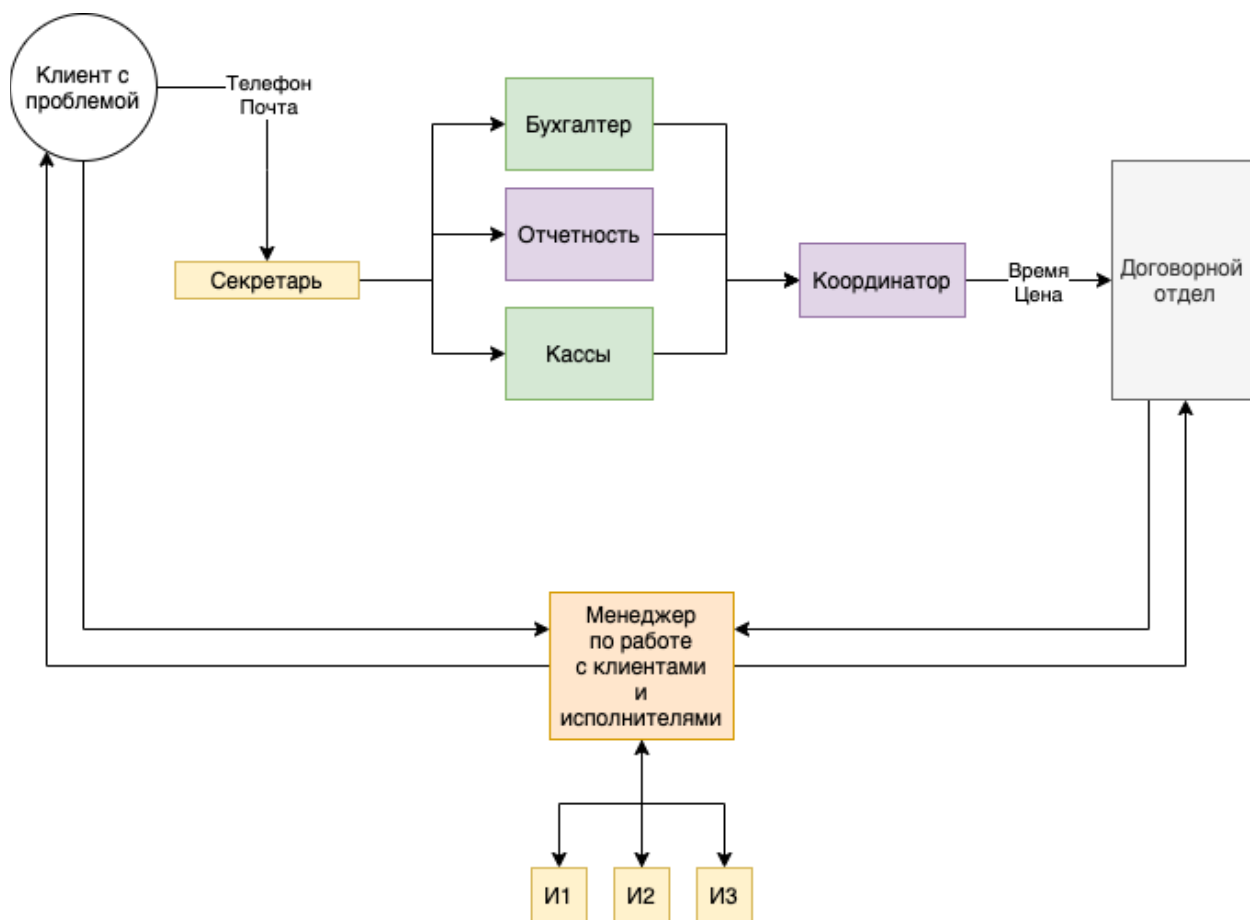 Клиент с
проблемой
Телефон
Почта
Секретарь
Бухгалтер
Отчетность
Кассы
Координатор
Время
Цена
Договорной
отдел
Менеджер
по работе
с клиентами
и
исполнителями
И1
И2
И3